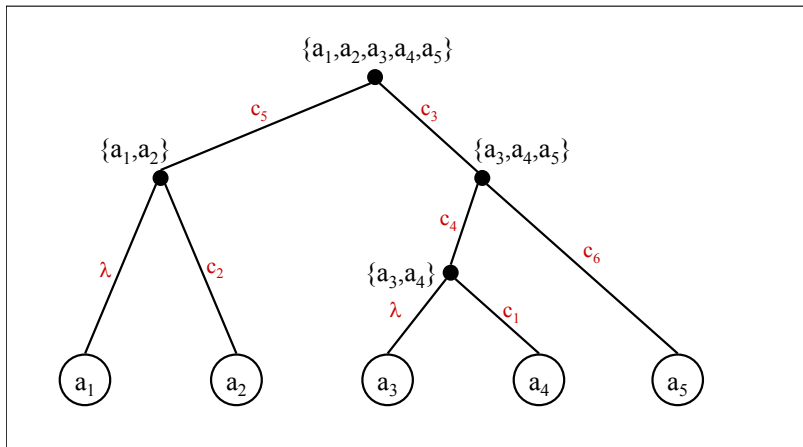 {a₁,a₂,a₃,a₄,a₅}
c₅
c₃
{a₁,a₂}
{a₃,a₄,a₅}
c₄
λ
c₂
c₆
{a₃,a₄}
λ
c₁
a₁
a₂
a₃
a₄
a₅